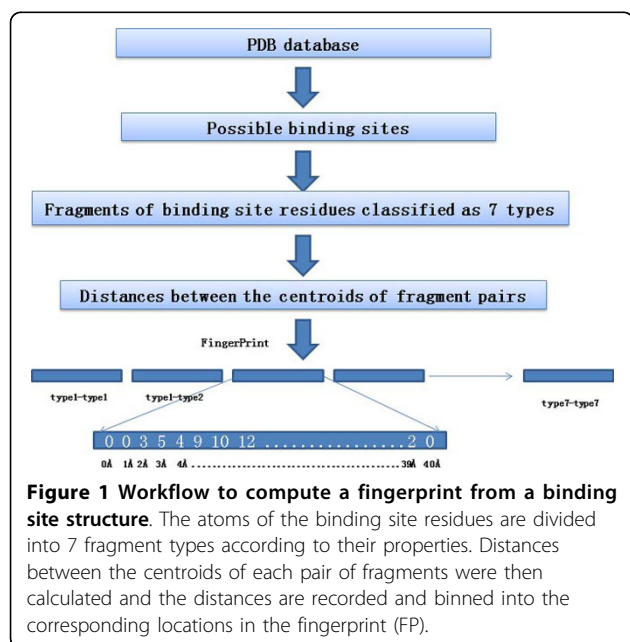 PDB database
Possible binding sites
Fragments of binding site residues classified as 7 types
Distances between the centroids of fragment pairs
FingerPrint
type1-type1 type1-type2 type7-type7
0 0 3 5 4 9 10 12 ................2 0
0Å 1Å 2Å 3Å 4Å..................................................39Å 40Å
Figure 1 Workflow to compute a fingerprint from a binding
site structure. The atoms of the binding site residues are divided
into 7 fragment types according to their properties. Distances
between the centroids of each pair of fragments were then
calculated and the distances are recorded and binned into the
corresponding locations in the fingerprint (FP).